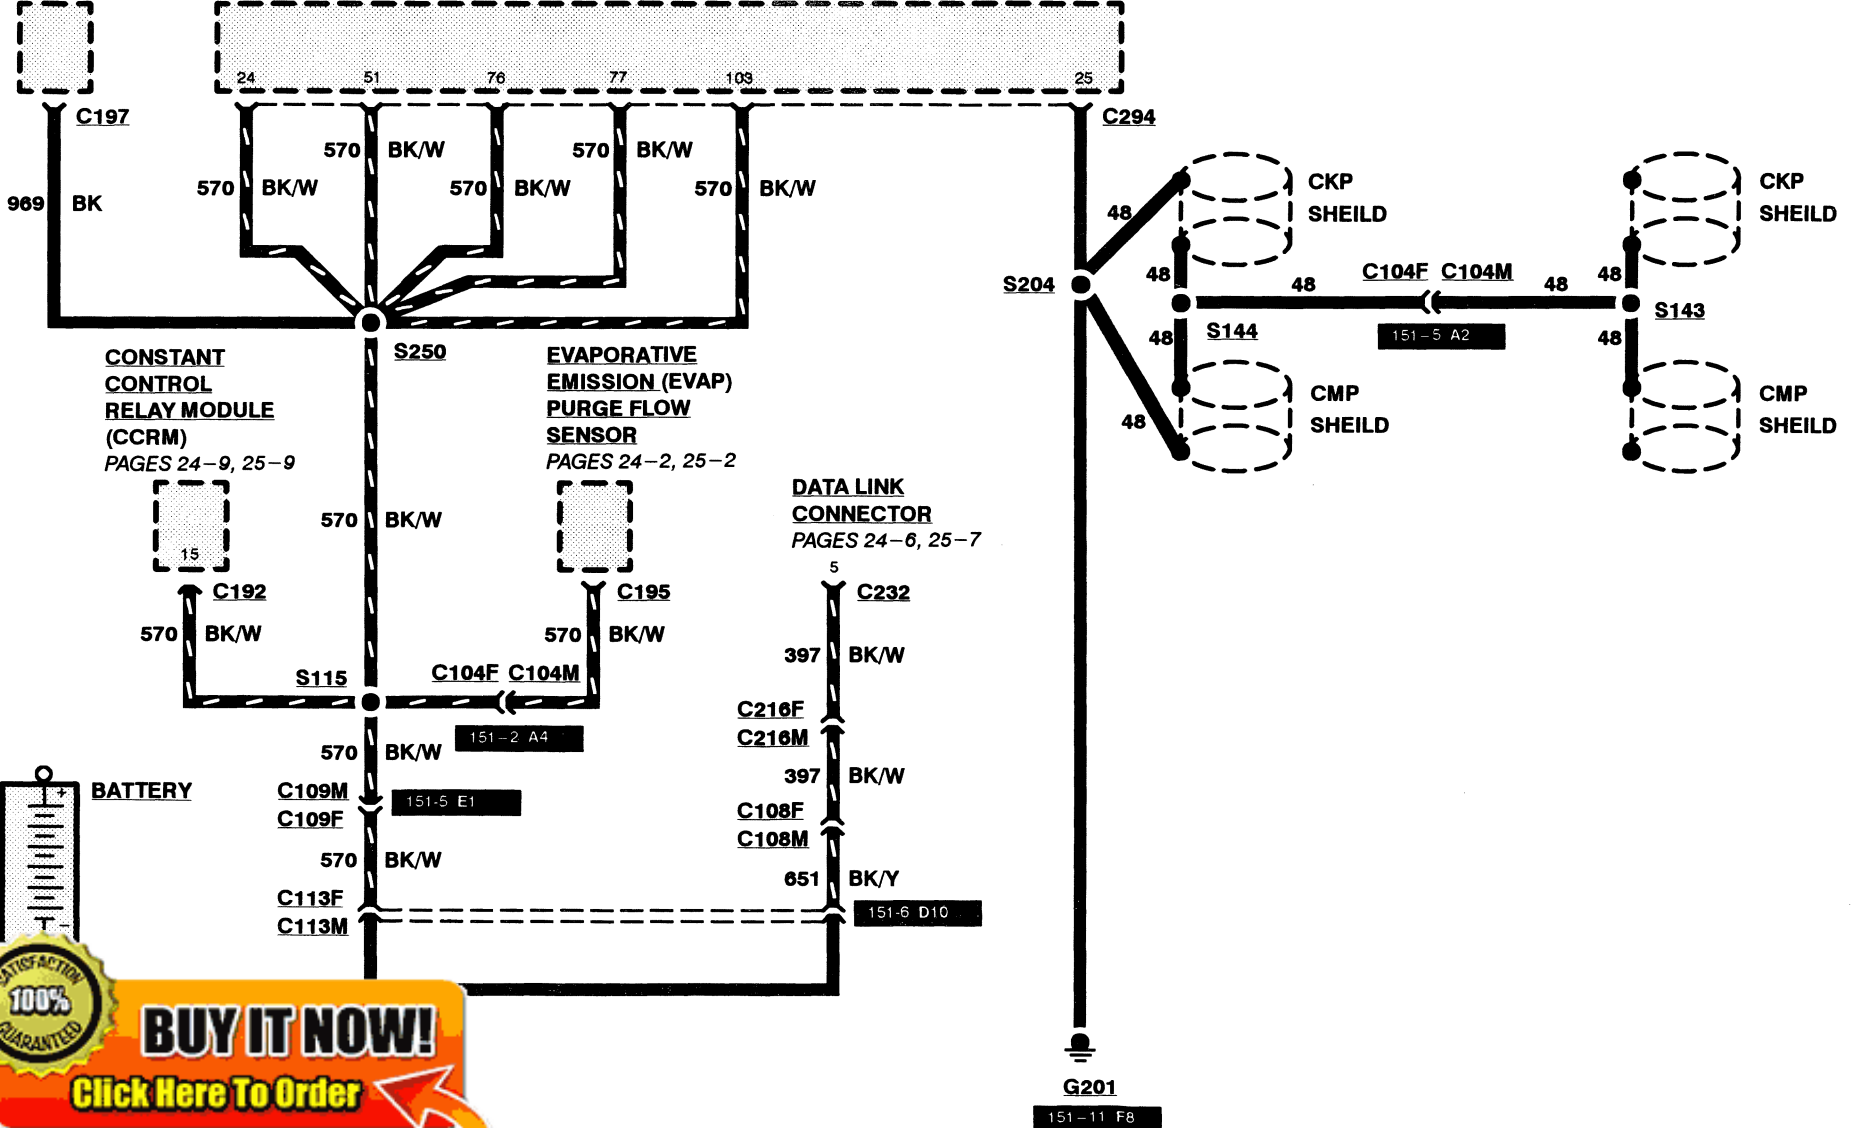 24 51 76 77 103 25
C197
C294
570 BK/W
570 BK/W
570 BK/W
570 BK/W
570 BK/W
969 BK
48
CKP
SHEILD
CKP
SHEILD
S204
48
48
C104F C104M
48
48
S144
151-5 A2
S143
48
48
48
CMP
SHEILD
CMP
SHEILD
S250
CONSTANT
CONTROL
RELAY MODULE
(CCRM)
PAGES 24-9, 25-9
EVAPORATIVE
EMISSION (EVAP)
PURGE FLOW
SENSOR
PAGES 24-2, 25-2
DATA LINK
CONNECTOR
PAGES 24-6, 25-7
570 BK/W
15
5
C192
C195
C232
570 BK/W
570 BK/W
397 BK/W
S115
C104F C104M
151-2 A4
C216F
C216M
570 BK/W
397 BK/W
BATTERY
+
-
C109M
151-5 E1
C109F
C108F
C108M
570 BK/W
651 BK/Y
C113F
C113M
151-6 D10
SATISFACTION
100%
GUARANTEED
BUY IT NOW!
Click Here To Order
G201
151-11 F8